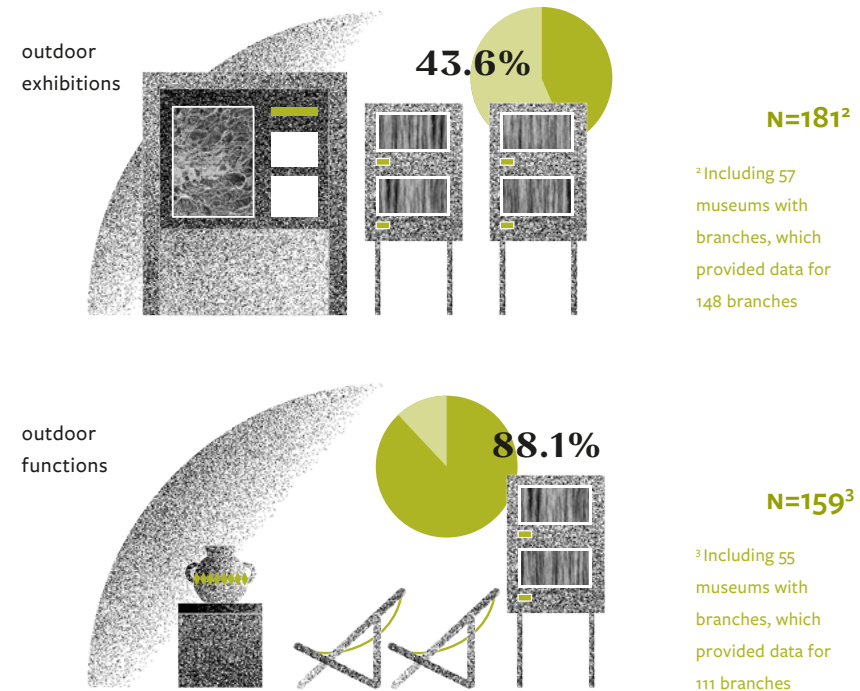 outdoor
exhibitions
43.6%
N=181²
² Including 57
museums with
branches, which
provided data for
148 branches
outdoor
functions
88.1%
N=159³
³ Including 55
museums with
branches, which
provided data for
111 branches